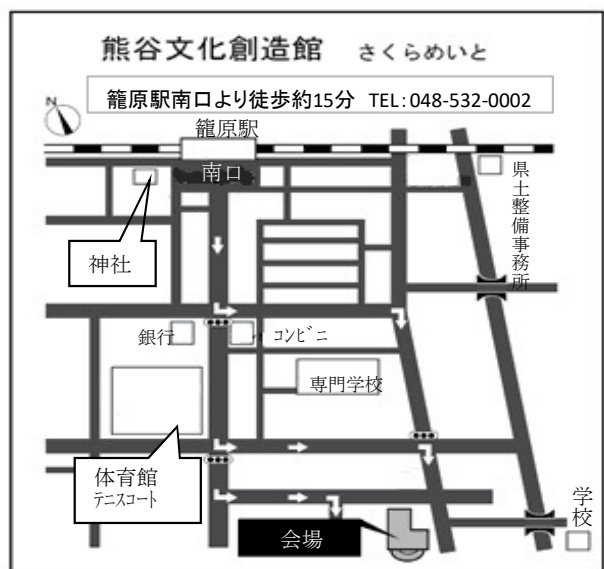 熊谷文化創造館 さくらめいと
籠原駅南口より徒歩約15分 TEL:048-532-0002
N
籠原駅
南口
県土整備事務所
神社
銀行
コンビニ
専門学校
体育館
テニスコート
会場
学校